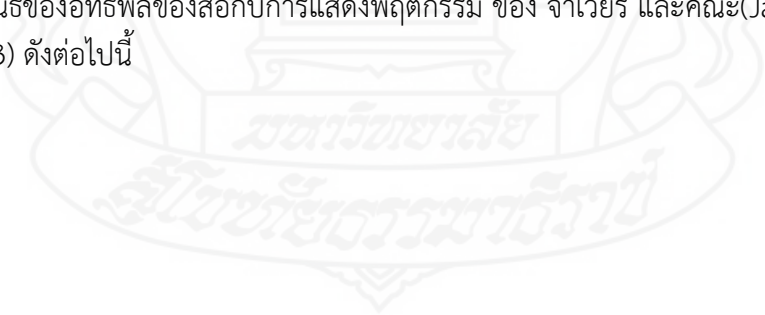 ของอิทธิพลของสื่อกับการแสดงพฤติกรรม ของ จาเวียร์ และคณะ(Ja
3) ดังต่อไปนี้
มหาวิทยาลัย
สุโขทัยธรรมาธิราช